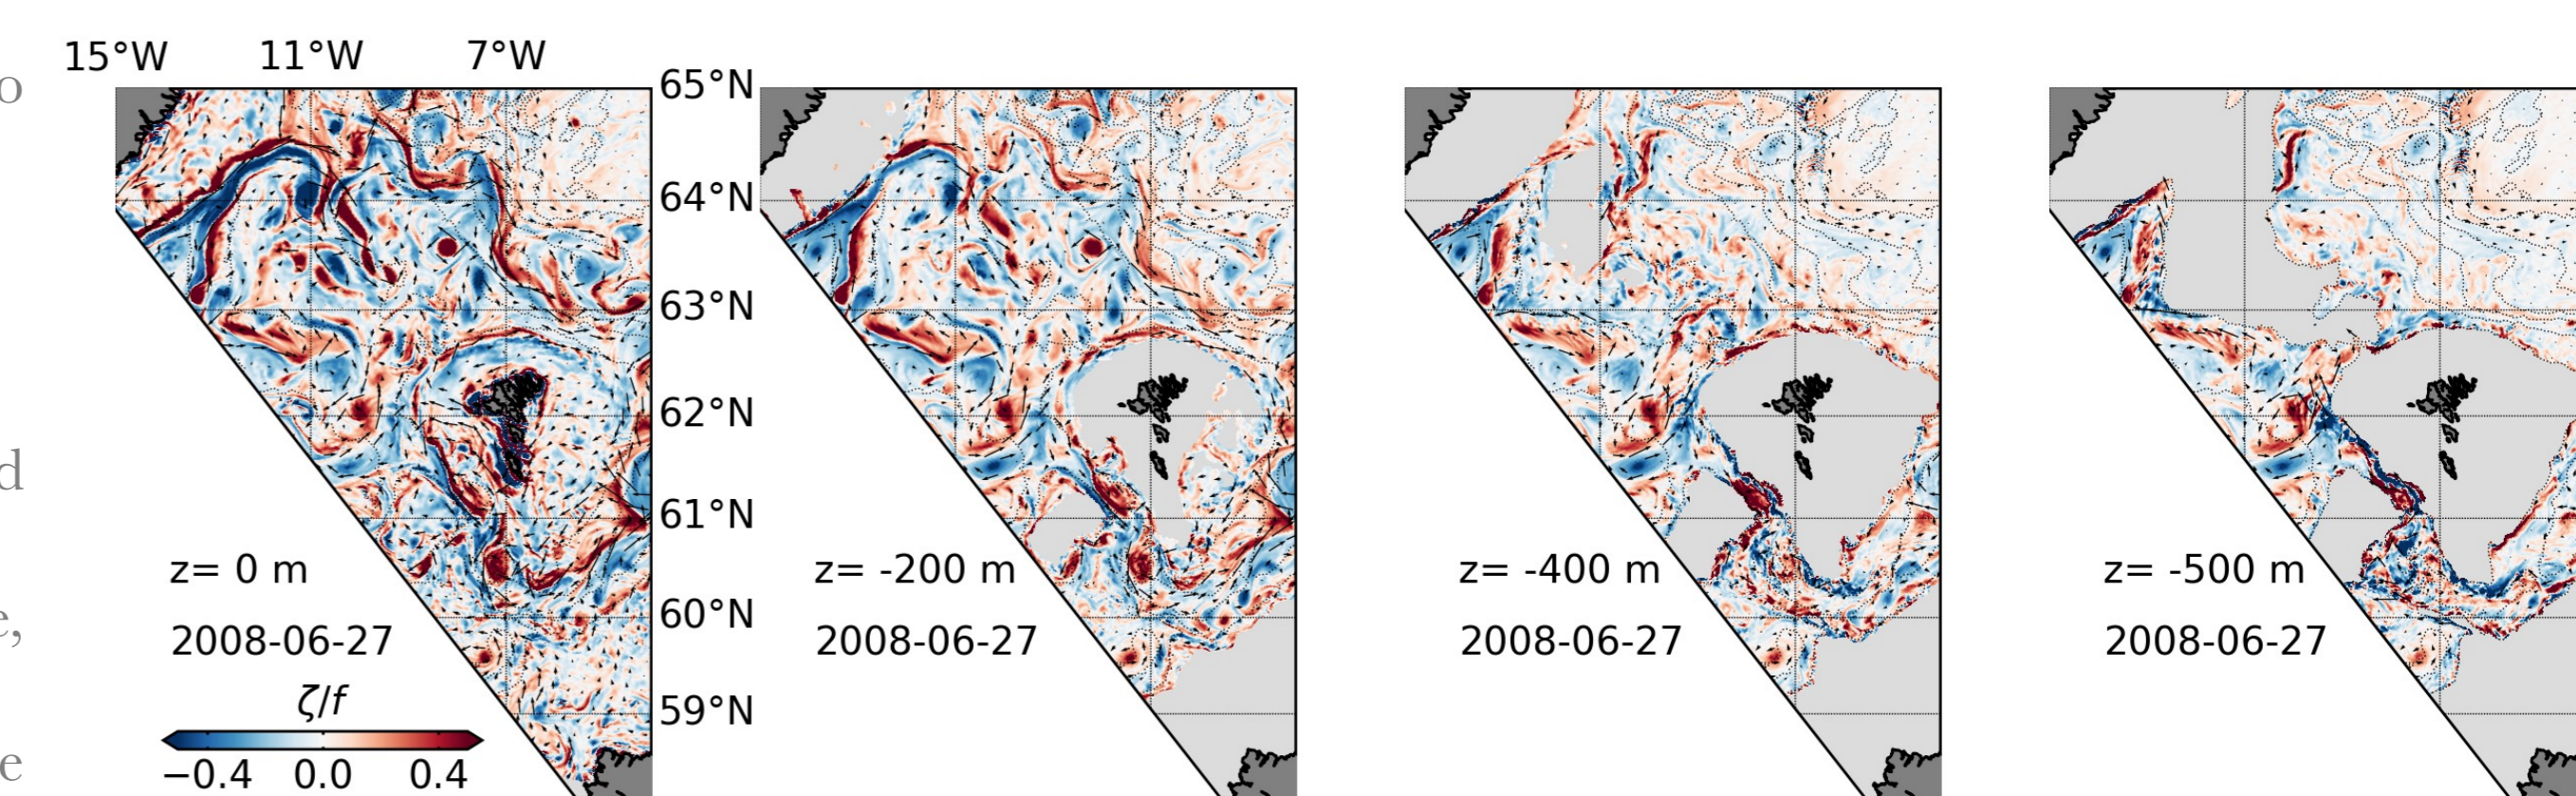 o
d
e,
e
15°W 11°W 7°W
65°N
64°N
63°N
62°N
61°N
60°N
59°N
z= 0 m
2008-06-27
ζ/f
−0.4 0.0 0.4
z= -200 m
2008-06-27
z= -400 m
2008-06-27
z= -500 m
2008-06-27